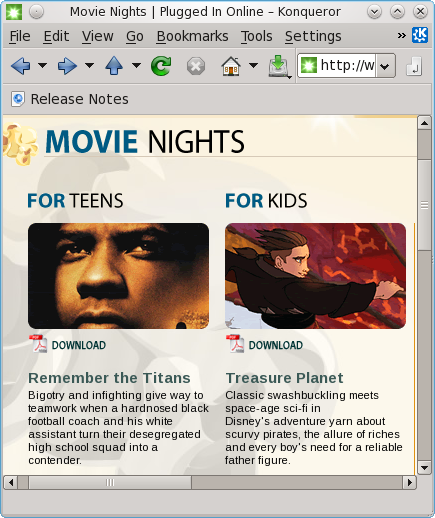 Movie Nights | Plugged In Online – Konqueror
File Edit View Go Bookmarks Tools Settings »
http://w
Release Notes
MOVIE NIGHTS
FOR TEENS
FOR KIDS
PDF DOWNLOAD
PDF DOWNLOAD
Remember the Titans
Bigotry and infighting give way to
teamwork when a hardnosed black
football coach and his white
assistant turn their desegregated
high school squad into a
contender.
Treasure Planet
Classic swashbuckling meets
space-age sci-fi in
Disney's adventure yarn about
scurvy pirates, the allure of riches
and every boy's need for a reliable
father figure.